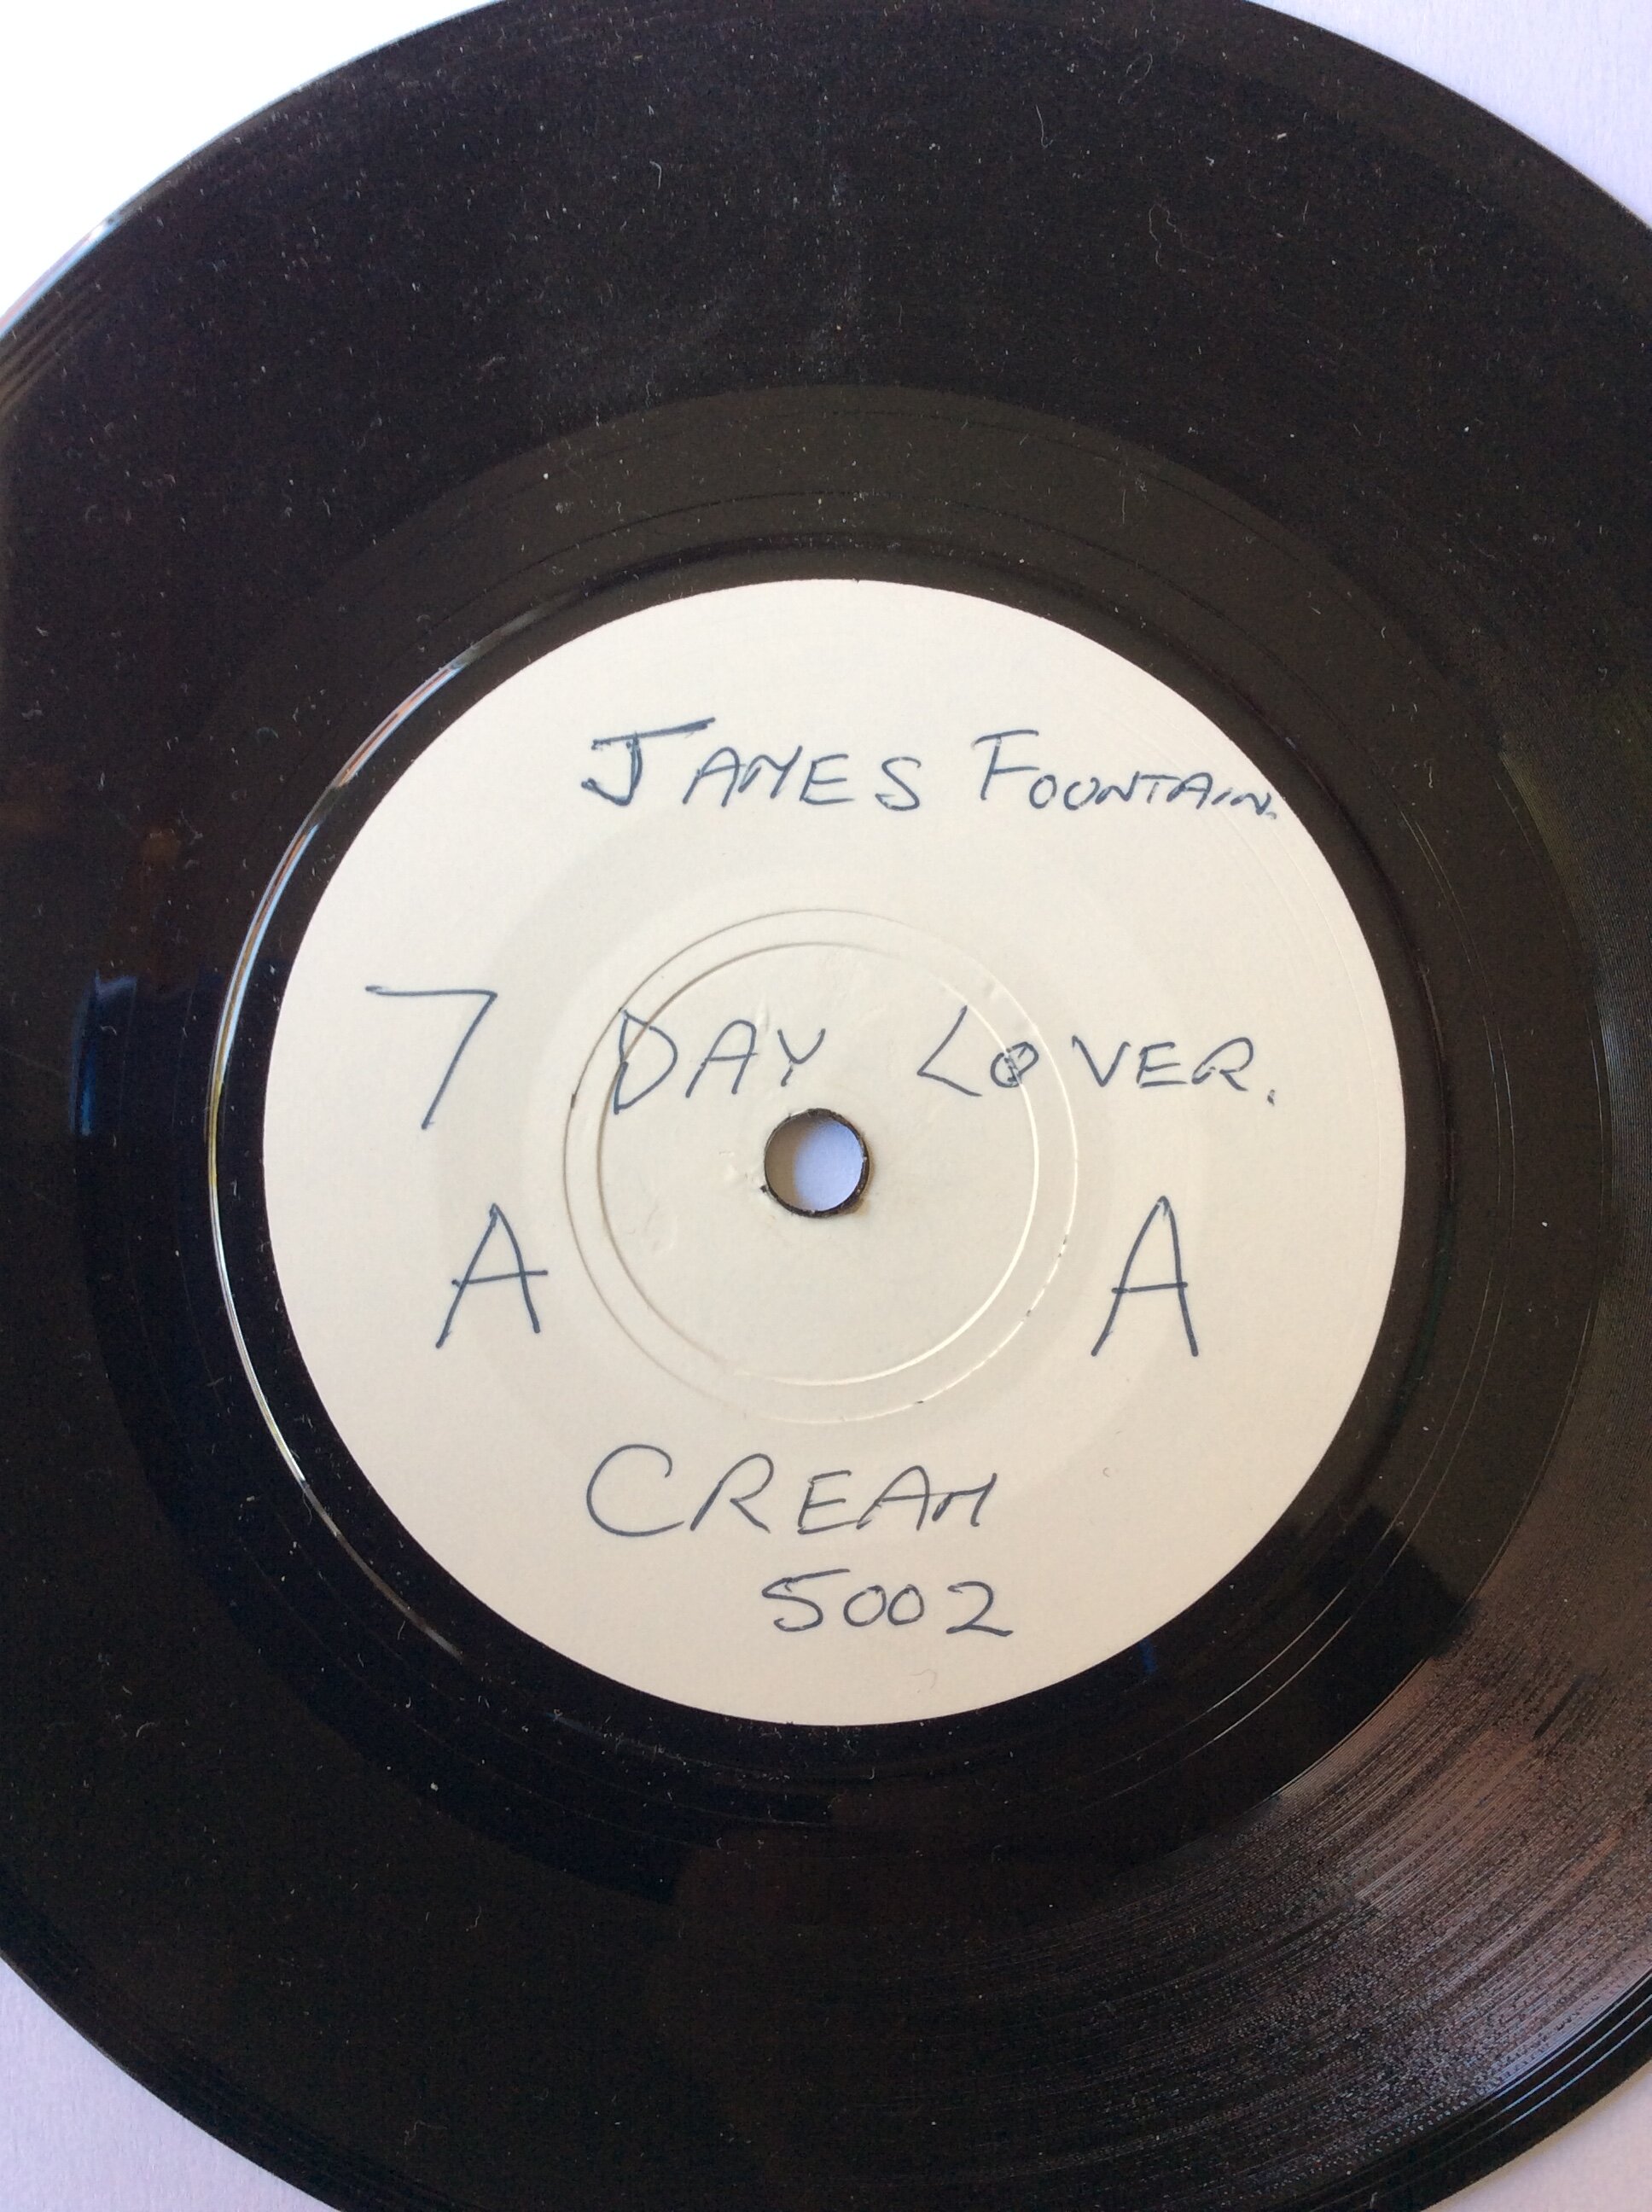 JAMES FOUNTAIN.
7 DAY LOVER.
A A
CREAM
5002